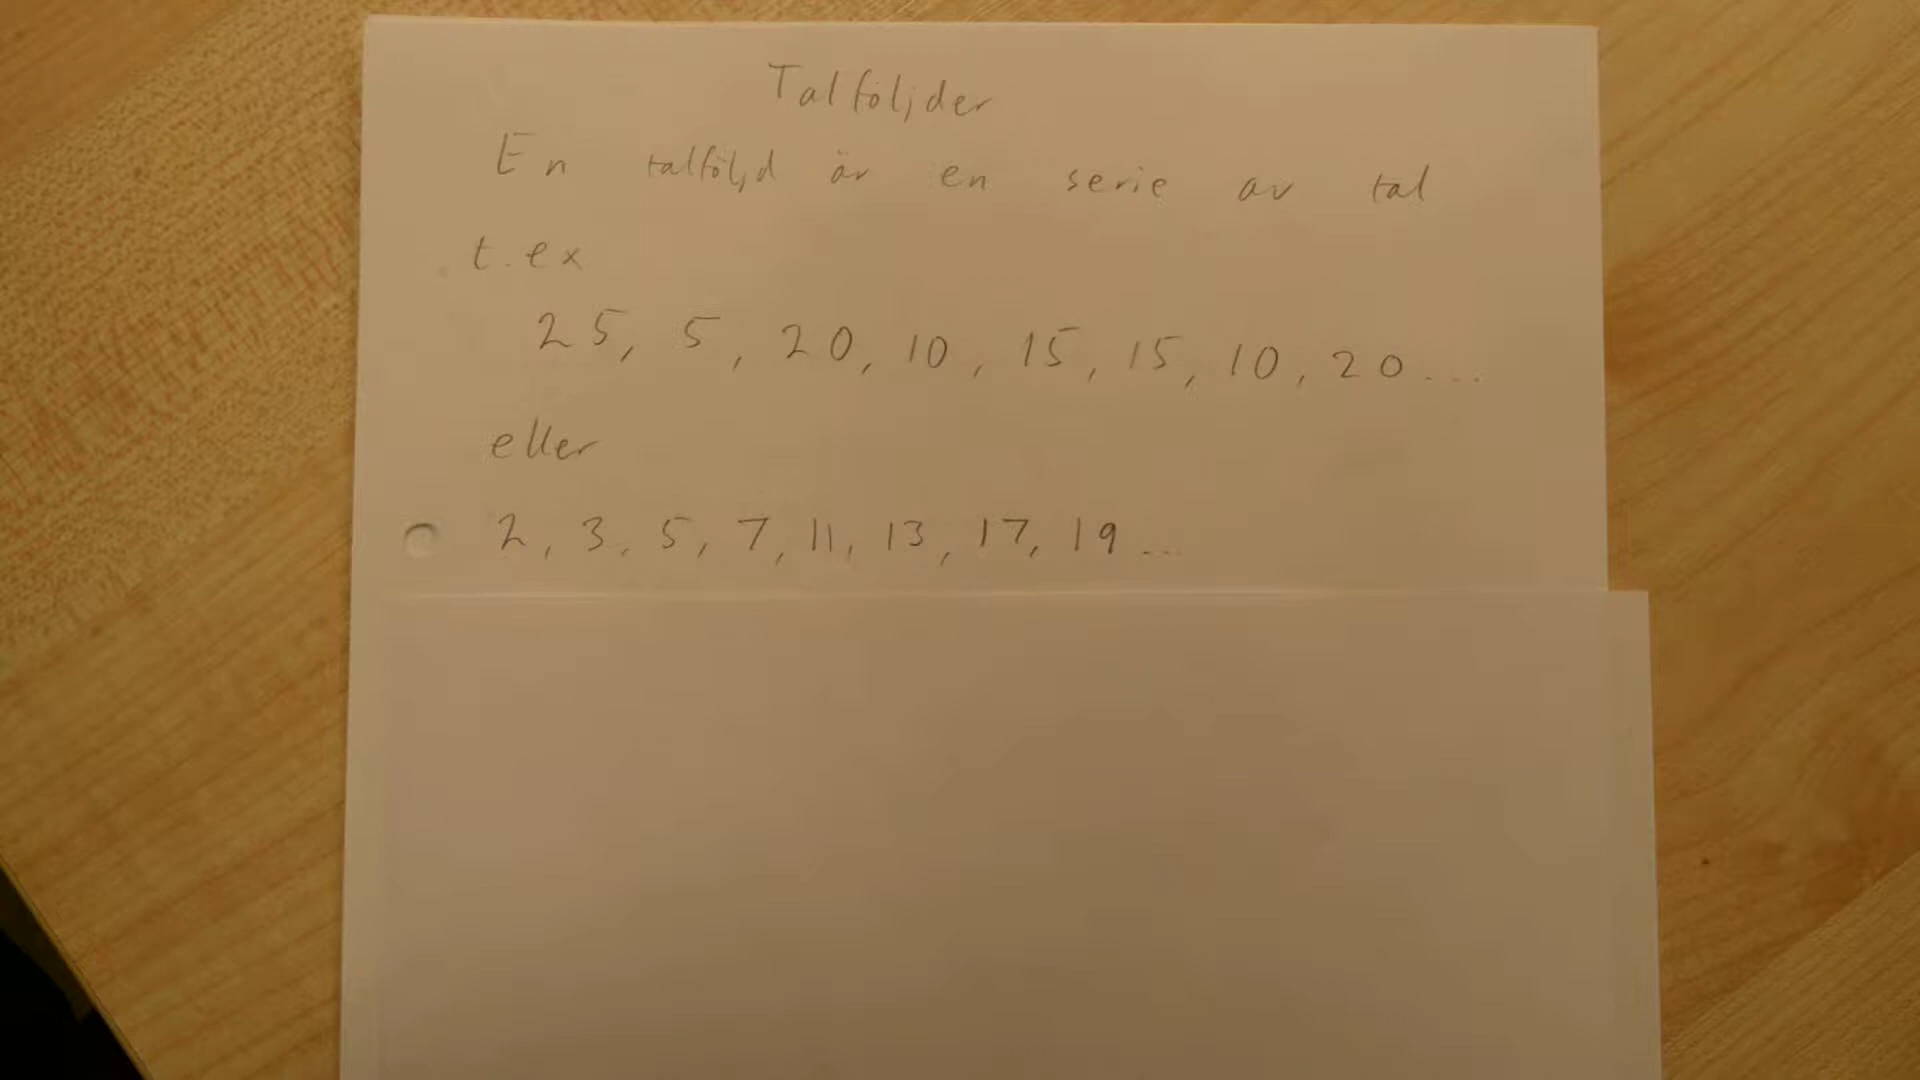 Talföljder
En talföljd är en serie av tal
t.ex
25, 5, 20, 10, 15, 15, 10, 20...
eller
2, 3, 5, 7, 11, 13, 17, 19...